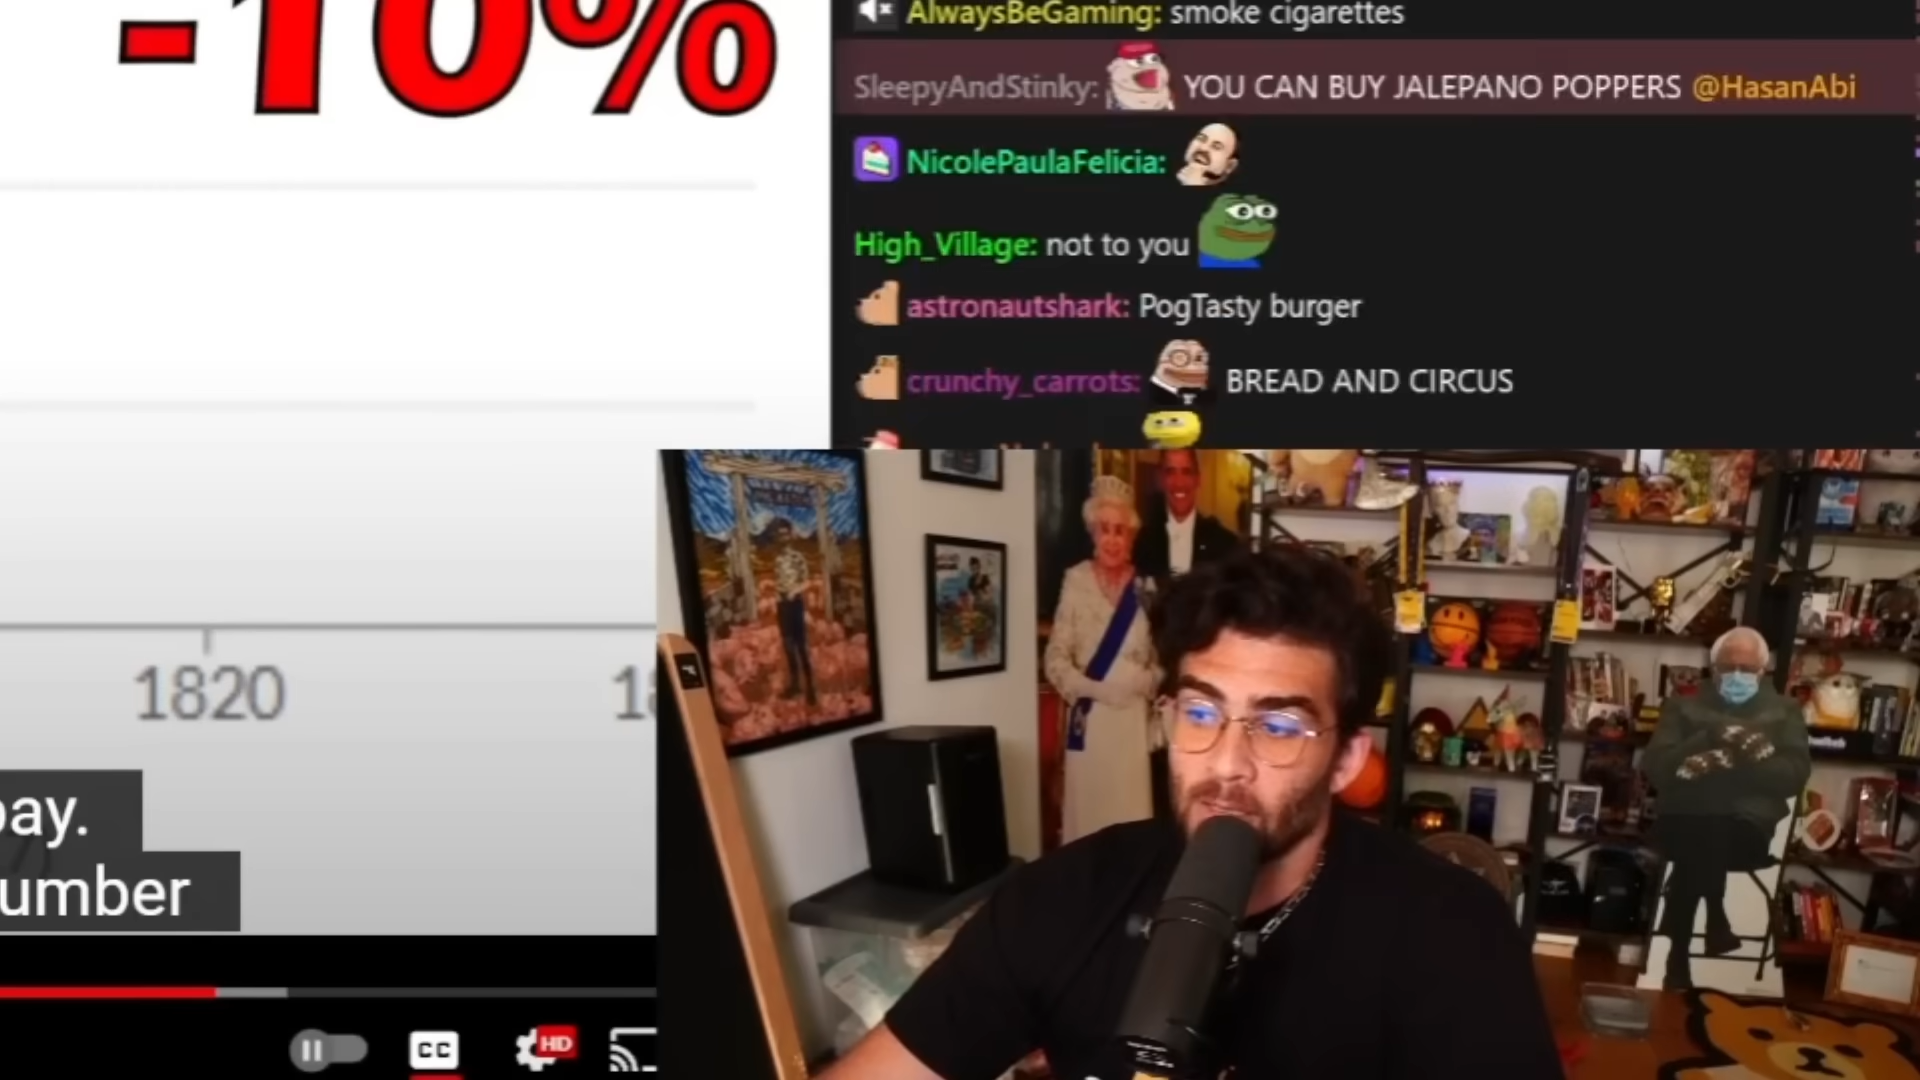 -10%
AlwaysBeGaming: smoke cigarettes
SleepyAndStinky: YOU CAN BUY JALEPANO POPPERS @HasanAbi
NicolePaulaFelicia:
High_Village: not to you
astronautshark: PogTasty burger
crunchy_carrots: BREAD AND CIRCUS
1820
pay.
umber
CC
HD